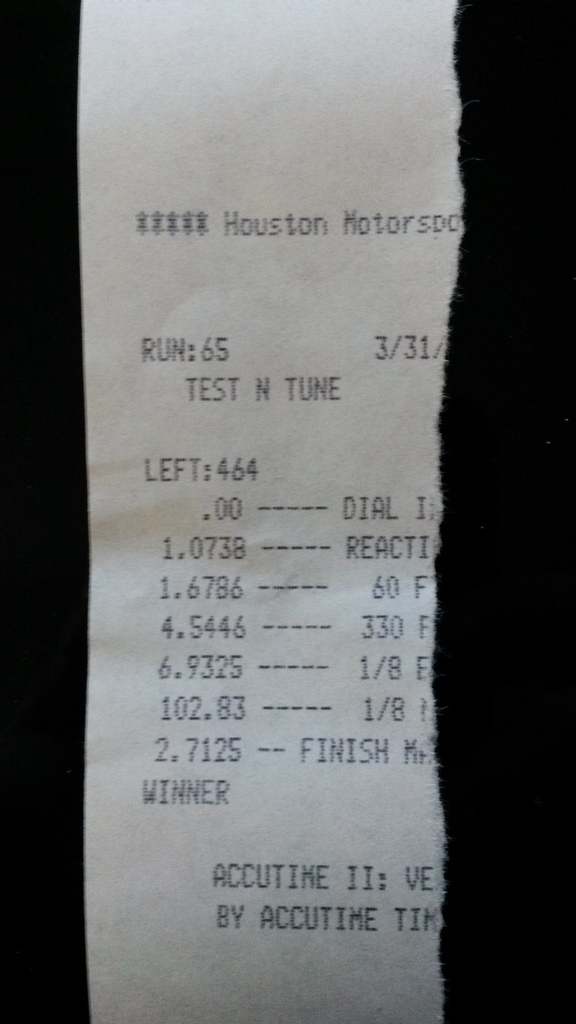 ***** Houston Motorspo
RUN:65 3/31/
TEST N TUNE
LEFT:464
.00 ----- DIAL I
1.0738 ----- REACTI
1.6786 ----- 60 F
4.5446 ----- 330 F
6.9325 ----- 1/8 E
102.83 ----- 1/8 M
2.7125 -- FINISH MA
WINNER
ACCUTIME II: VE
BY ACCUTIME TIM